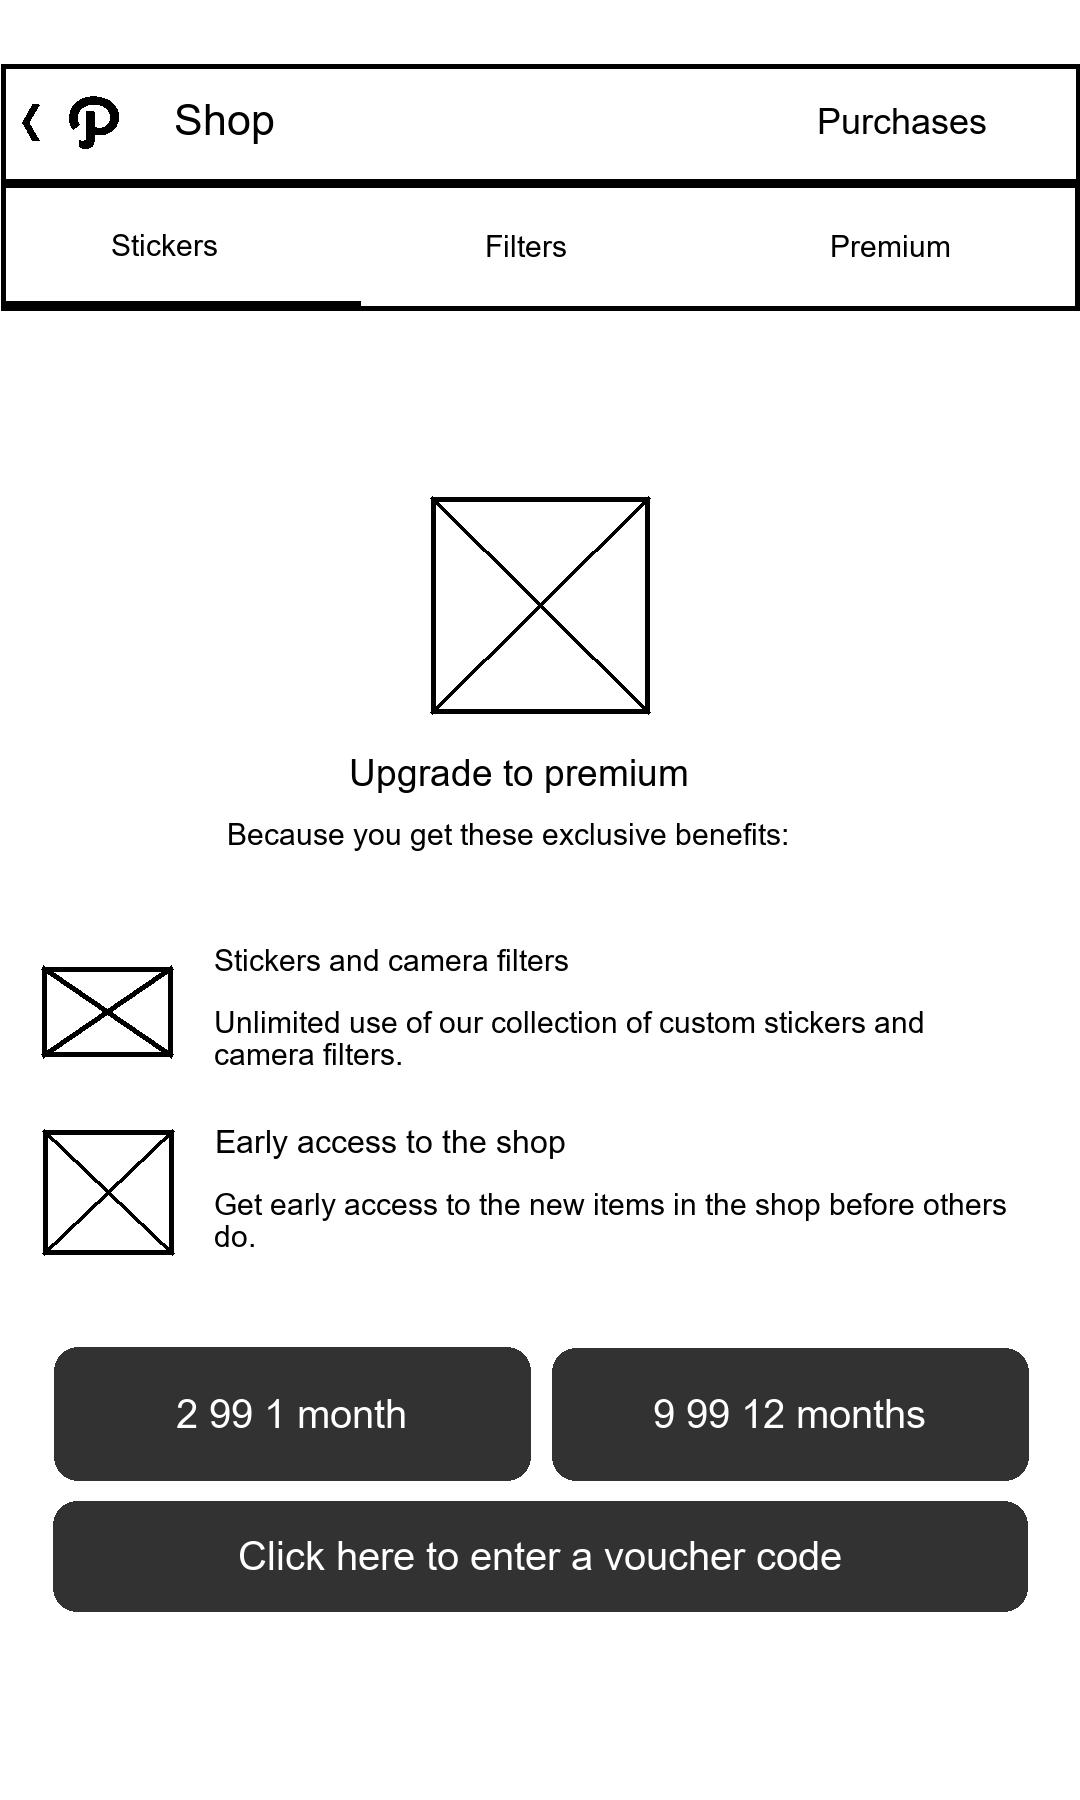 Shop
Purchases
Stickers
Filters
Premium
Upgrade to premium
Because you get these exclusive benefits:
Stickers and camera filters
Unlimited use of our collection of custom stickers and
camera filters.
Early access to the shop
Get early access to the new items in the shop before others
do.
2 99 1 month
9 99 12 months
Click here to enter a voucher code